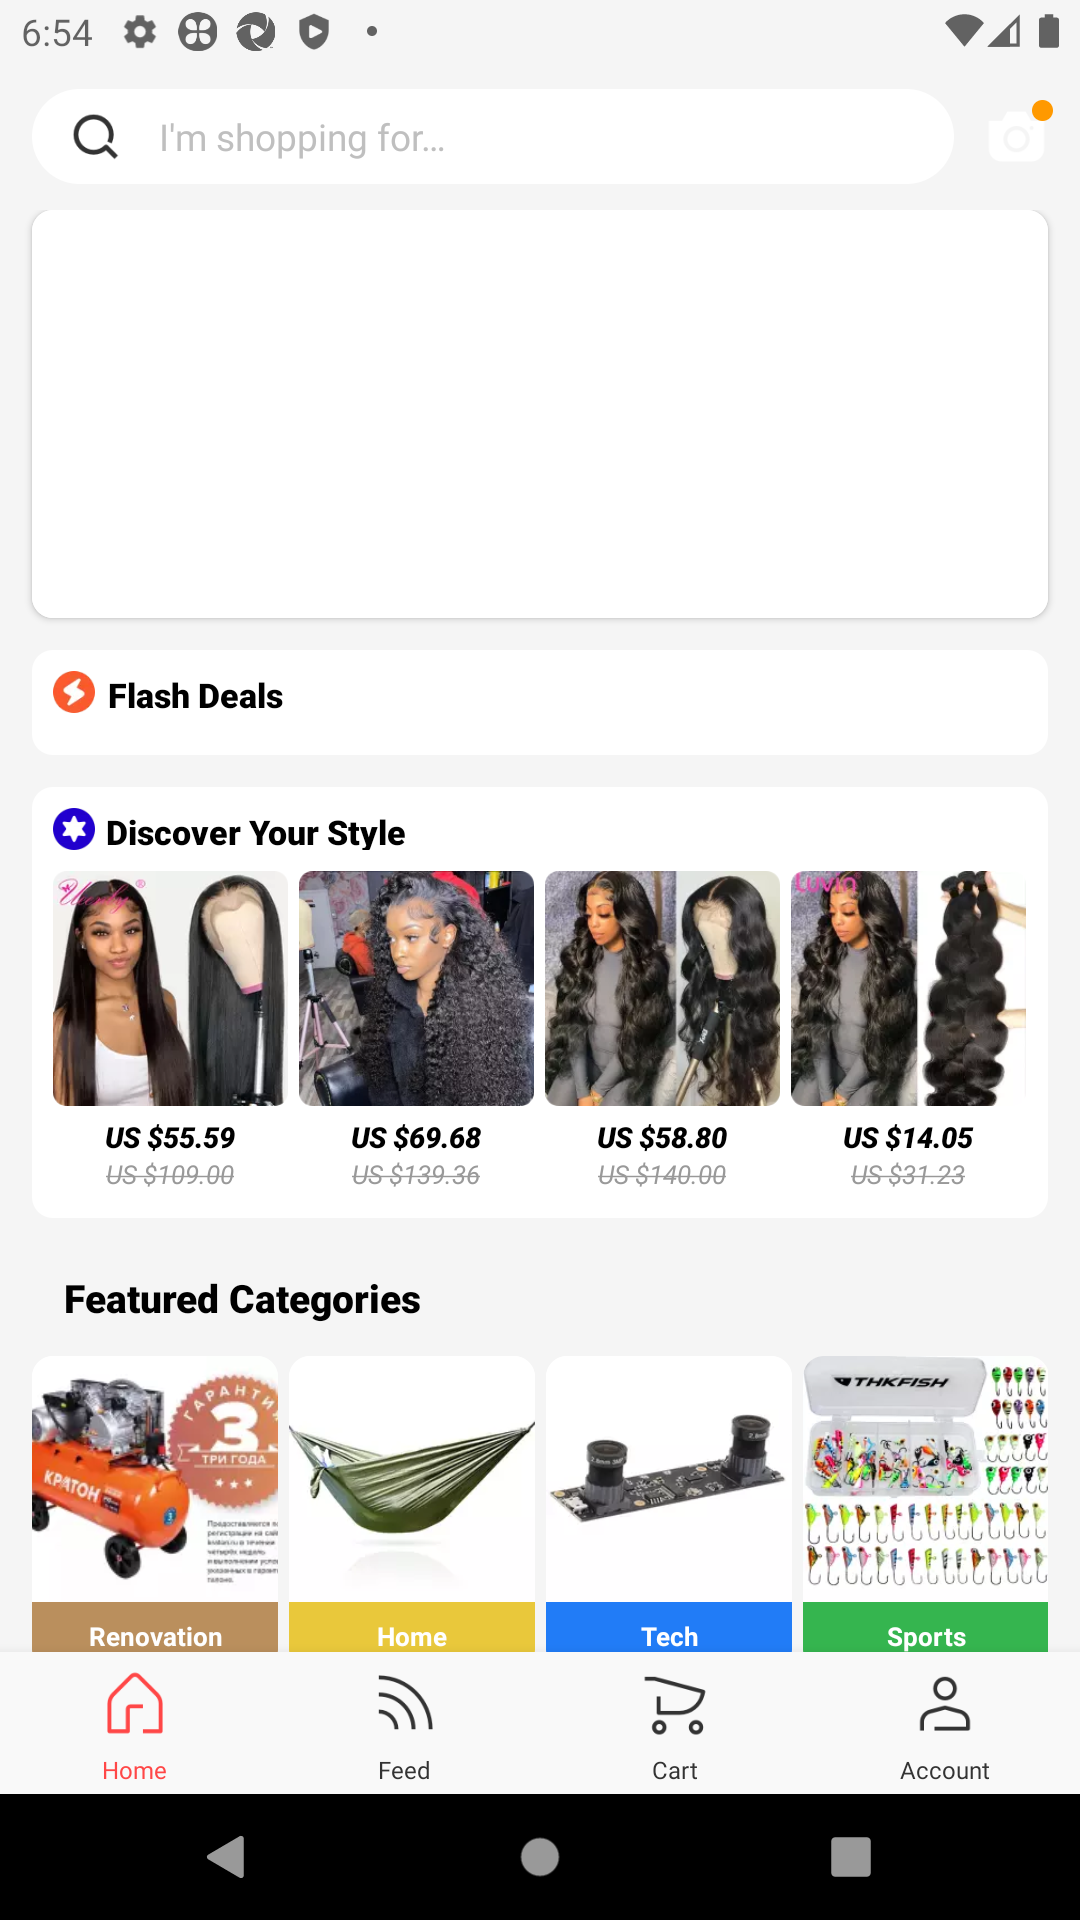 6:54
I'm shopping for...
Flash Deals
Discover Your Style
Luvin
US $55.59
US $69.68
US $58.80
US $14.05
US $109.00
US $139.36
US $140.00
US $31.23
Featured Categories
ГАРАНТИ
3
ТРИ ГОДА
КРАТОН
THKFISH
Renovation
Home
Tech
Sports
Home
Feed
Cart
Account